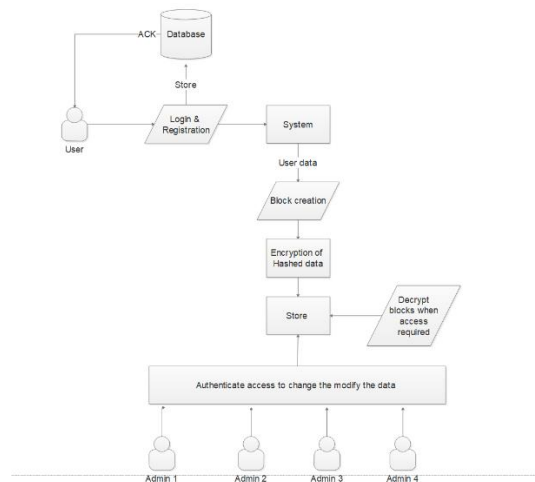 Database
ACK
Store
Login &
Registration
User
System
User data
Block creation
Encryption of
Hashed data
Store
Decrypt
blocks when
access
required
Authenticate access to change the modify the data
Admin 1
Admin 2
Admin 3
Admin 4